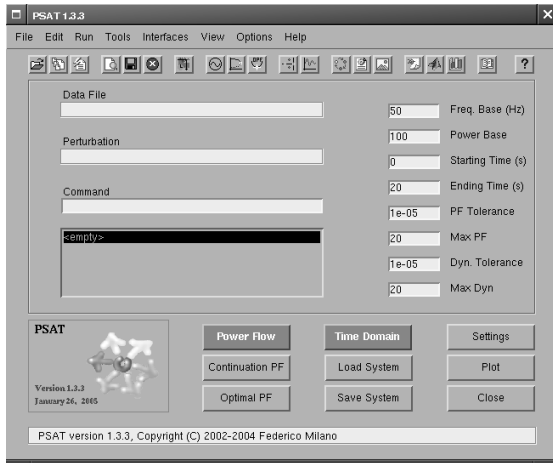 PSAT 1.3.3
File Edit Run Tools Interfaces View Options Help
?
Data File
50 Freq. Base (Hz)
100 Power Base
Perturbation
0 Starting Time (s)
20 Ending Time (s)
Command
1e-05 PF Tolerance
<empty>
20 Max PF
1e-05 Dyn. Tolerance
20 Max Dyn
PSAT
Version 1.3.3
January 26, 2005
Power Flow Time Domain Settings
Continuation PF Load System Plot
Optimal PF Save System Close
PSAT version 1.3.3, Copyright (C) 2002-2004 Federico Milano